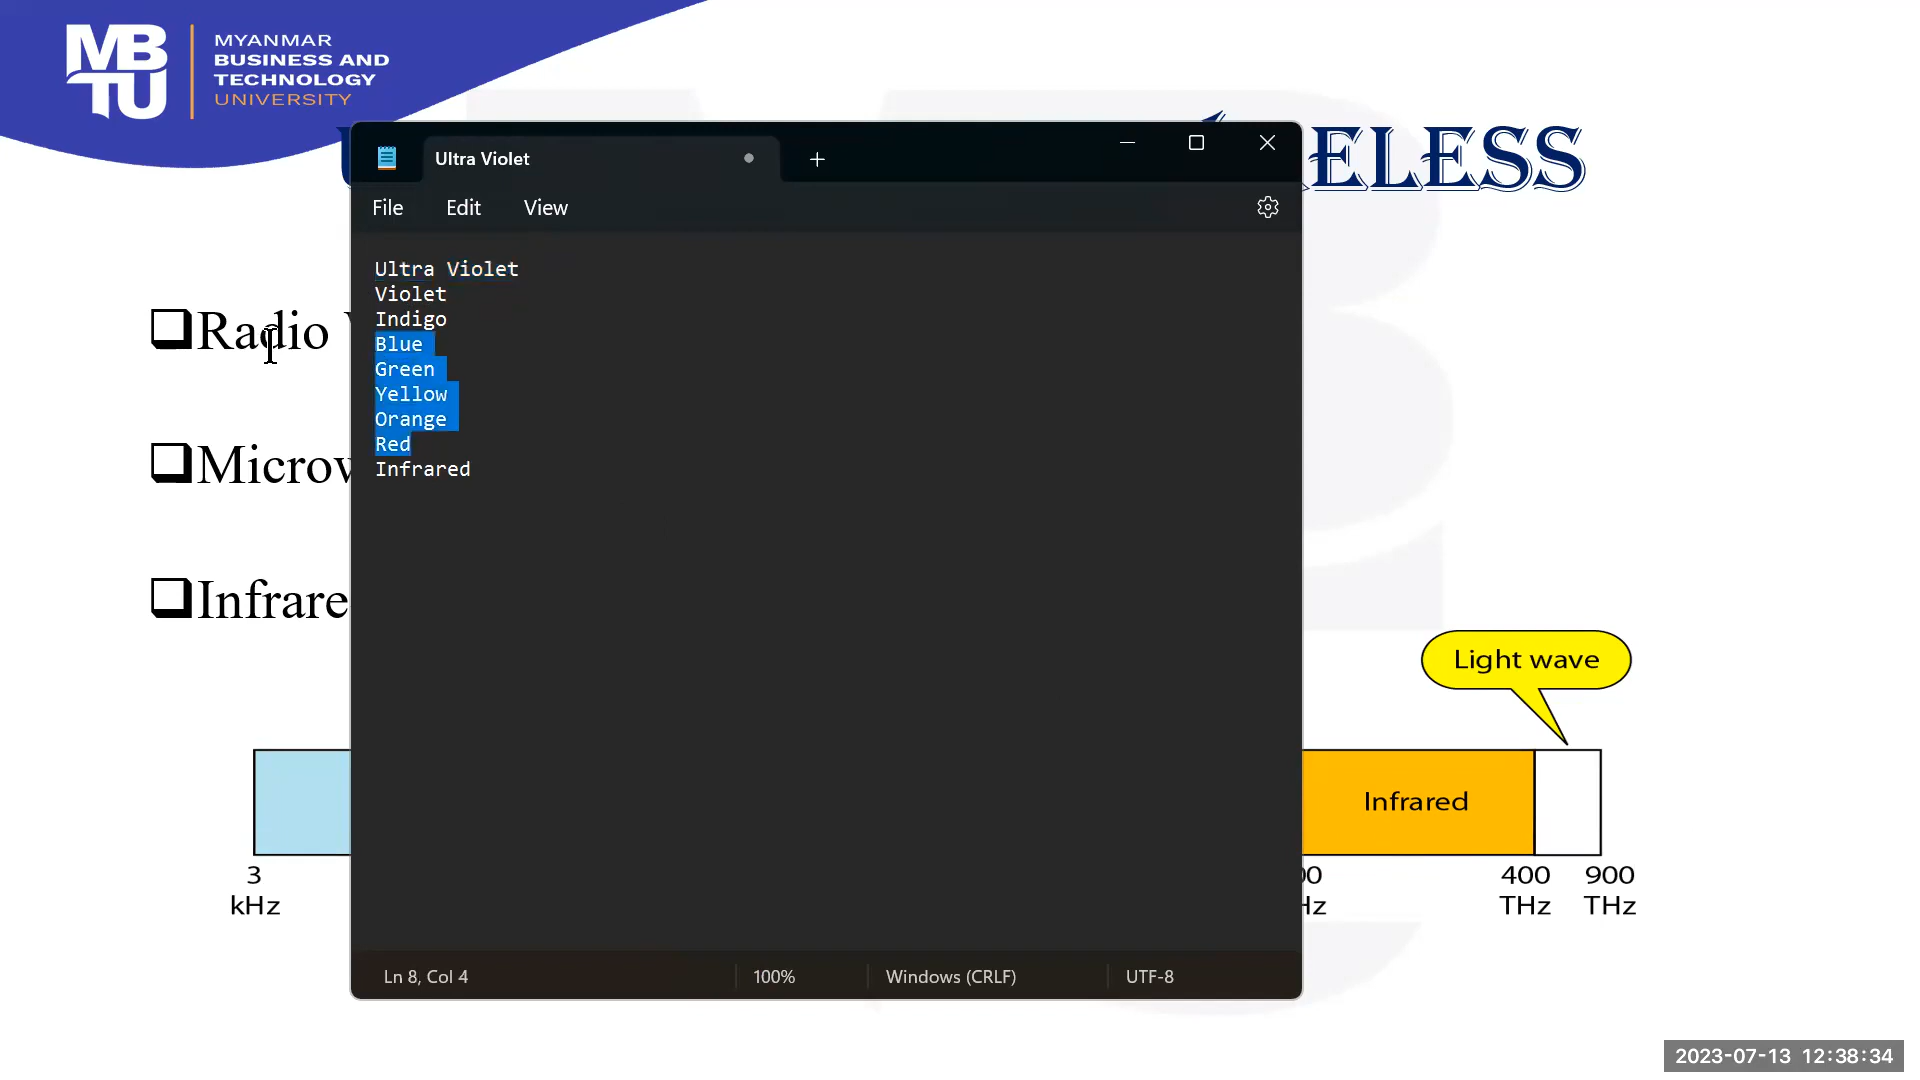 MBTU
MYANMAR
BUSINESS AND
TECHNOLOGY
UNIVERSITY
ELESS
Ultra Violet
File Edit View
Ultra Violet
Violet
Indigo
Blue
Green
Yellow
Orange
Red
Infrared
Radio
Microw
Infrare
Light wave
Infrared
3
kHz
400
THz
900
THz
Ln 8, Col 4
100%
Windows (CRLF)
UTF-8
2023-07-13 12:38:34